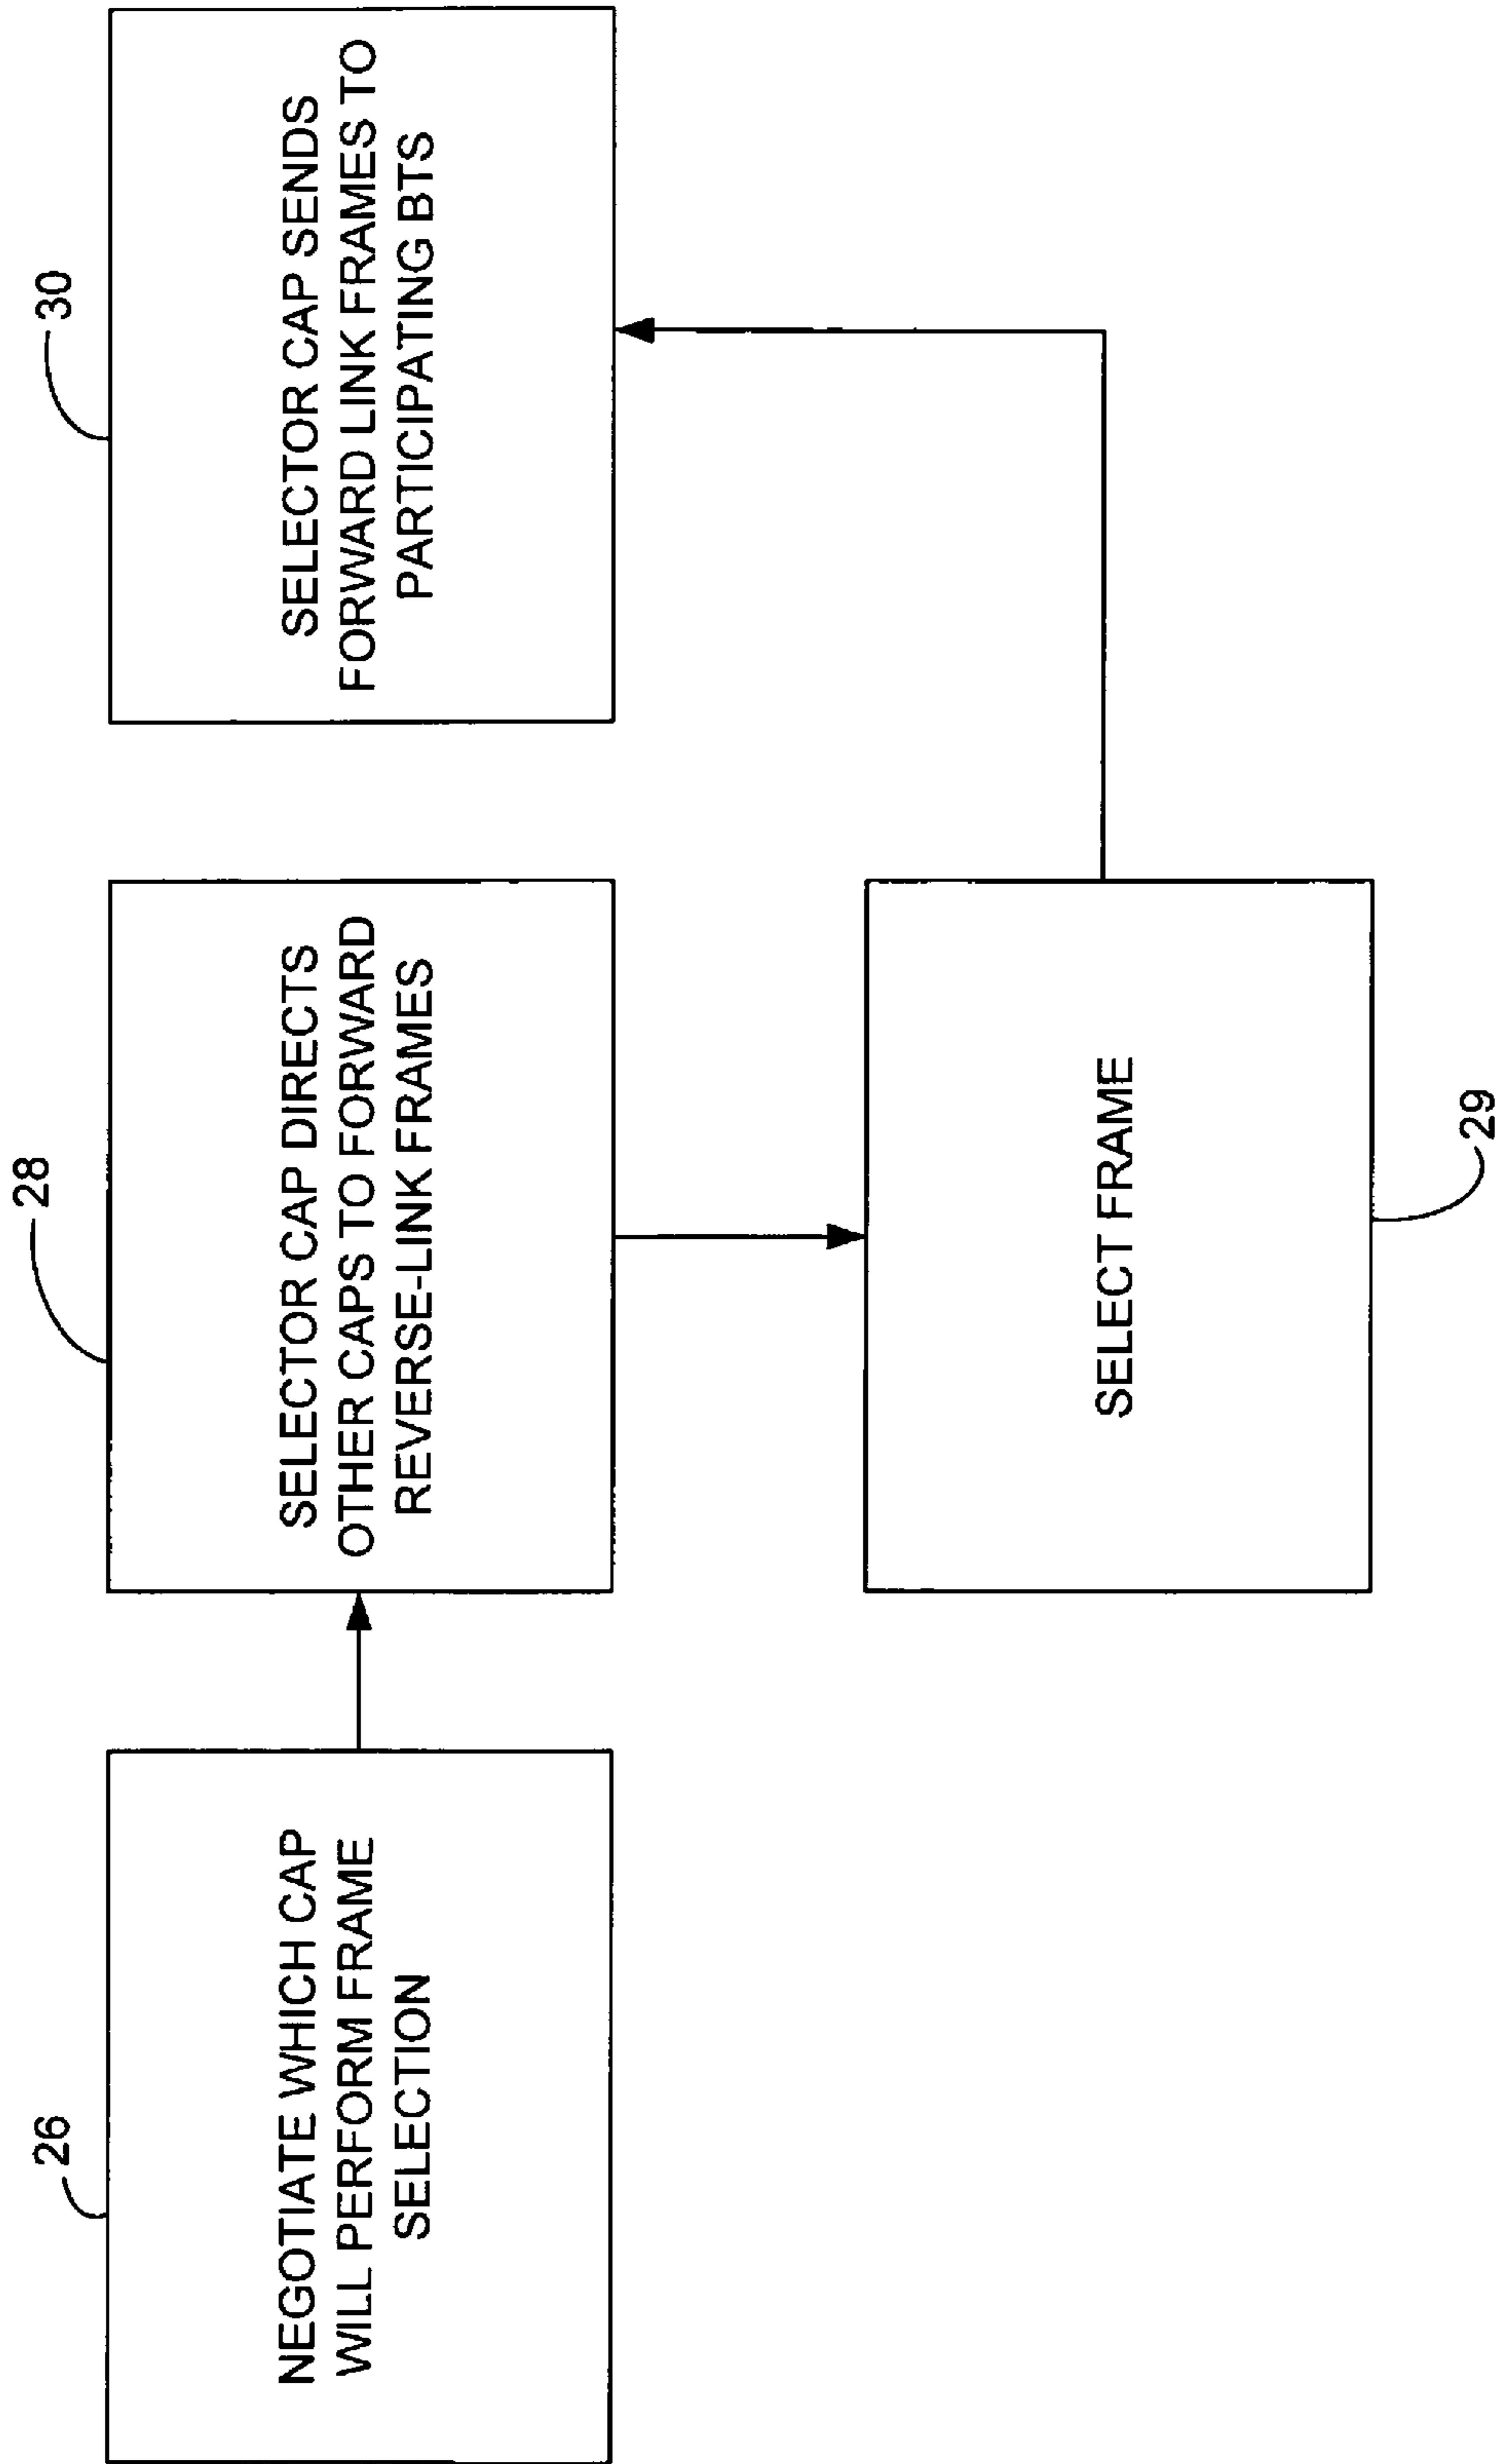 26
NEGOTIATE WHICH CAP
WILL PERFORM FRAME
SELECTION
28
SELECTOR CAP DIRECTS
OTHER CAPS TO FORWARD
REVERSE-LINK FRAMES
SELECT FRAME
29
30
SELECTOR CAP SENDS
FORWARD LINK FRAMES TO
PARTICIPATING BTS